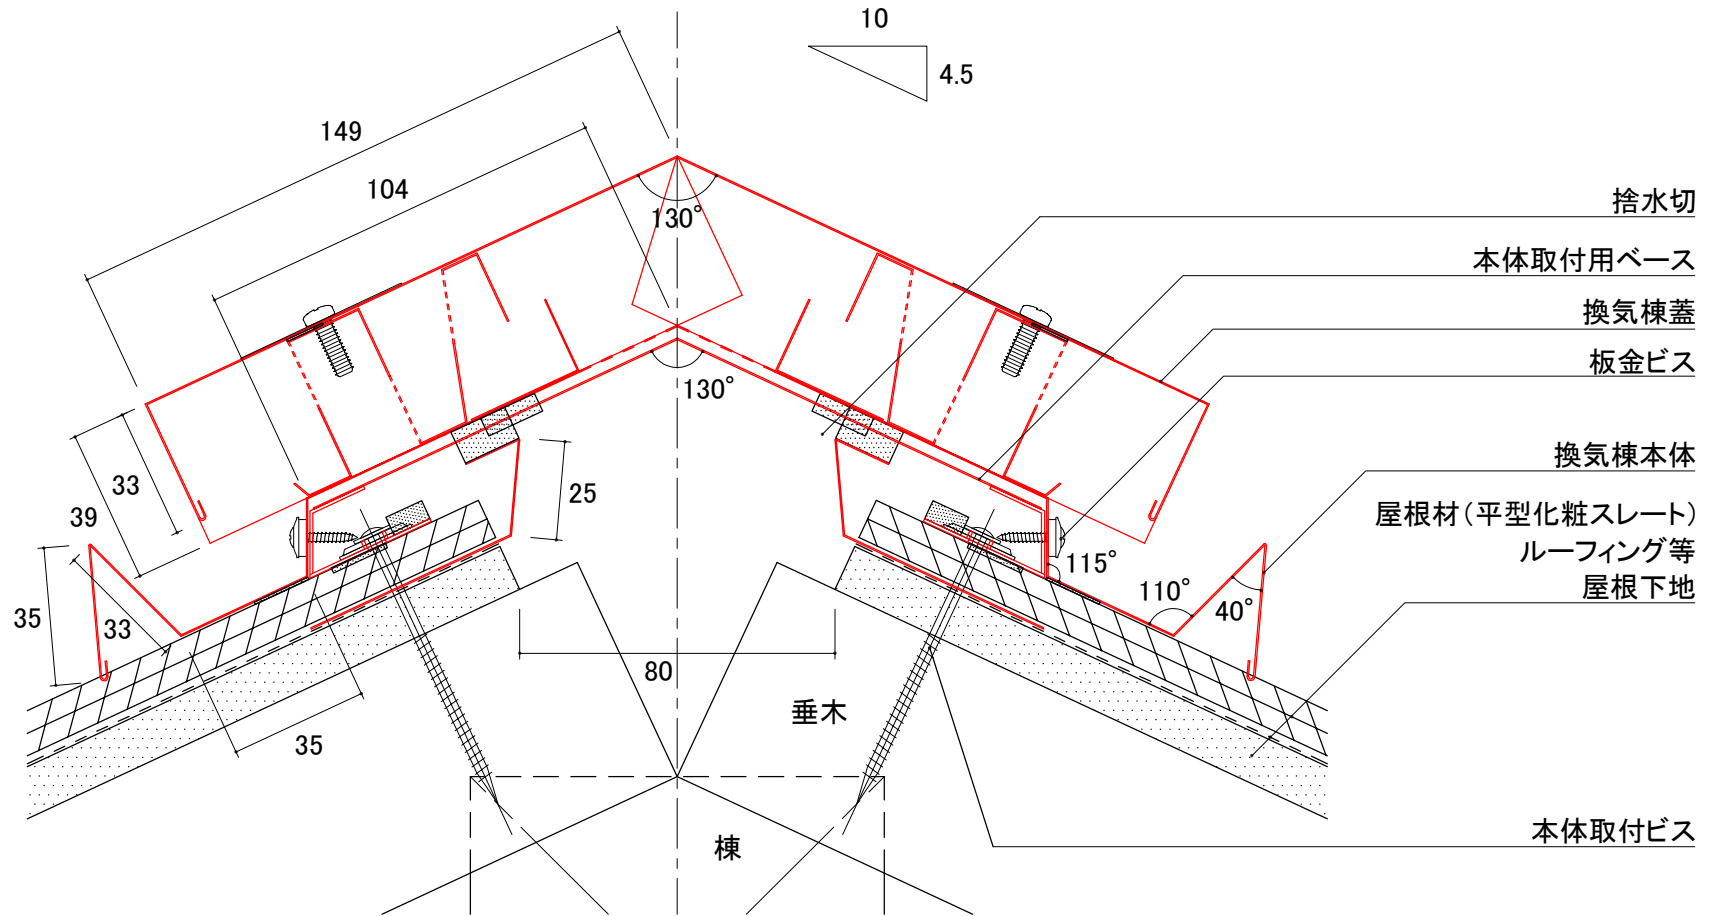 10
4.5
149
104
130°
130°
33
39
25
35
33
35
80
115°
110°
40°
垂木
棟
捨水切
本体取付用ベース
換気棟蓋
板金ビス
換気棟本体
屋根材（平型化粧スレート）
ルーフィング等
屋根下地
本体取付ビス